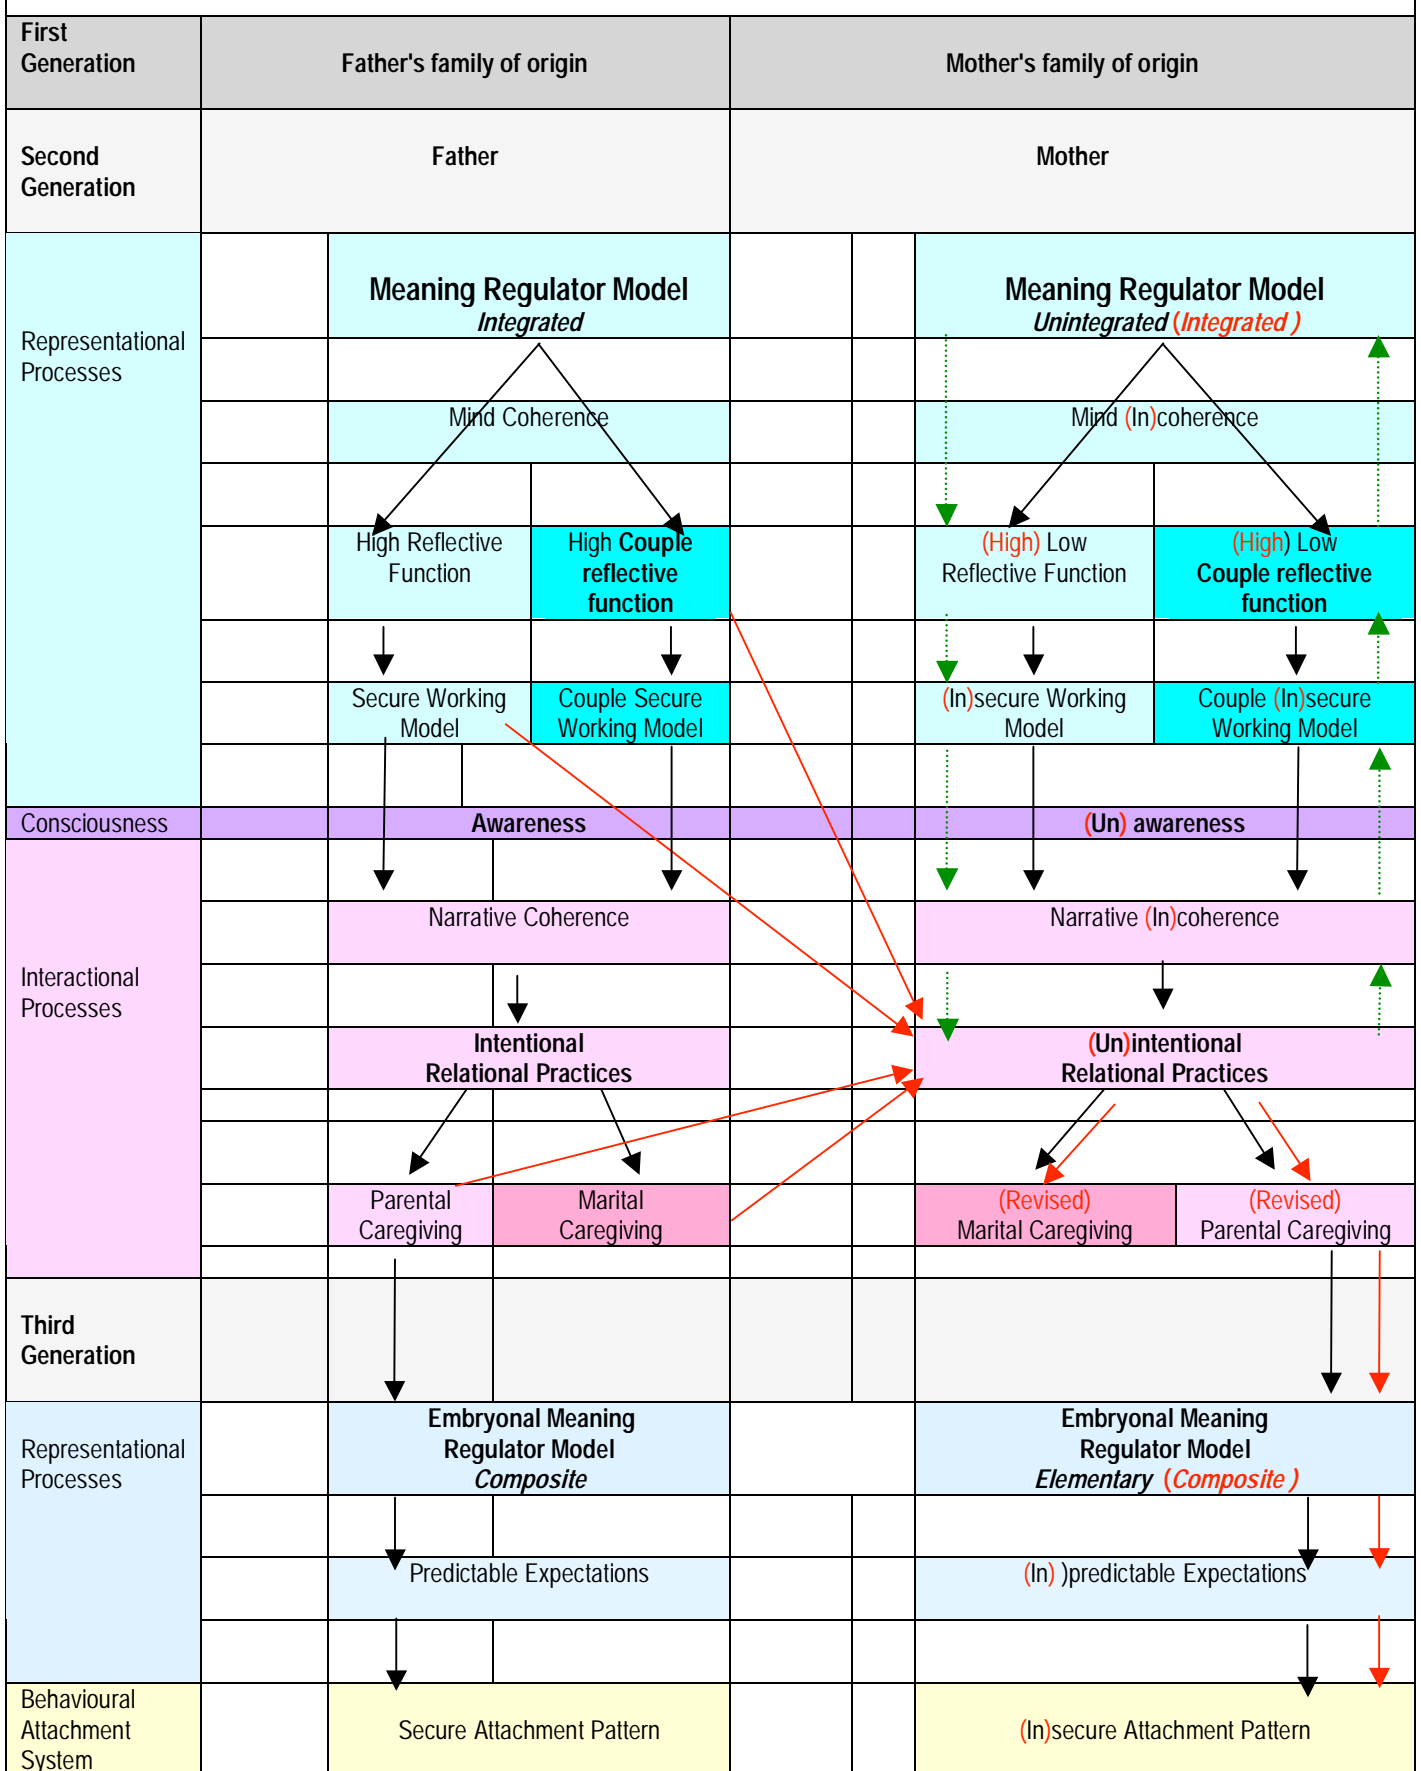 First
Generation
Father's family of origin
Mother's family of origin
Second
Generation
Father
Mother
Representational
Processes
Meaning Regulator Model
Integrated
Meaning Regulator Model
Unintegrated (Integrated )
Mind Coherence
Mind (In)coherence
High Reflective
Function
High Couple
reflective
function
(High) Low
Reflective Function
(High) Low
Couple reflective
function
Secure Working
Model
Couple Secure
Working Model
(In)secure Working
Model
Couple (In)secure
Working Model
Consciousness
Awareness
(Un) awareness
Interactional
Processes
Narrative Coherence
Narrative (In)coherence
Intentional
Relational Practices
(Un)intentional
Relational Practices
Parental
Caregiving
Marital
Caregiving
(Revised)
Marital Caregiving
(Revised)
Parental Caregiving
Third
Generation
Representational
Processes
Embryonal Meaning
Regulator Model
Composite
Embryonal Meaning
Regulator Model
Elementary (Composite )
Predictable Expectations
(In) )predictable Expectations
Behavioural
Attachment
System
Secure Attachment Pattern
(In)secure Attachment Pattern